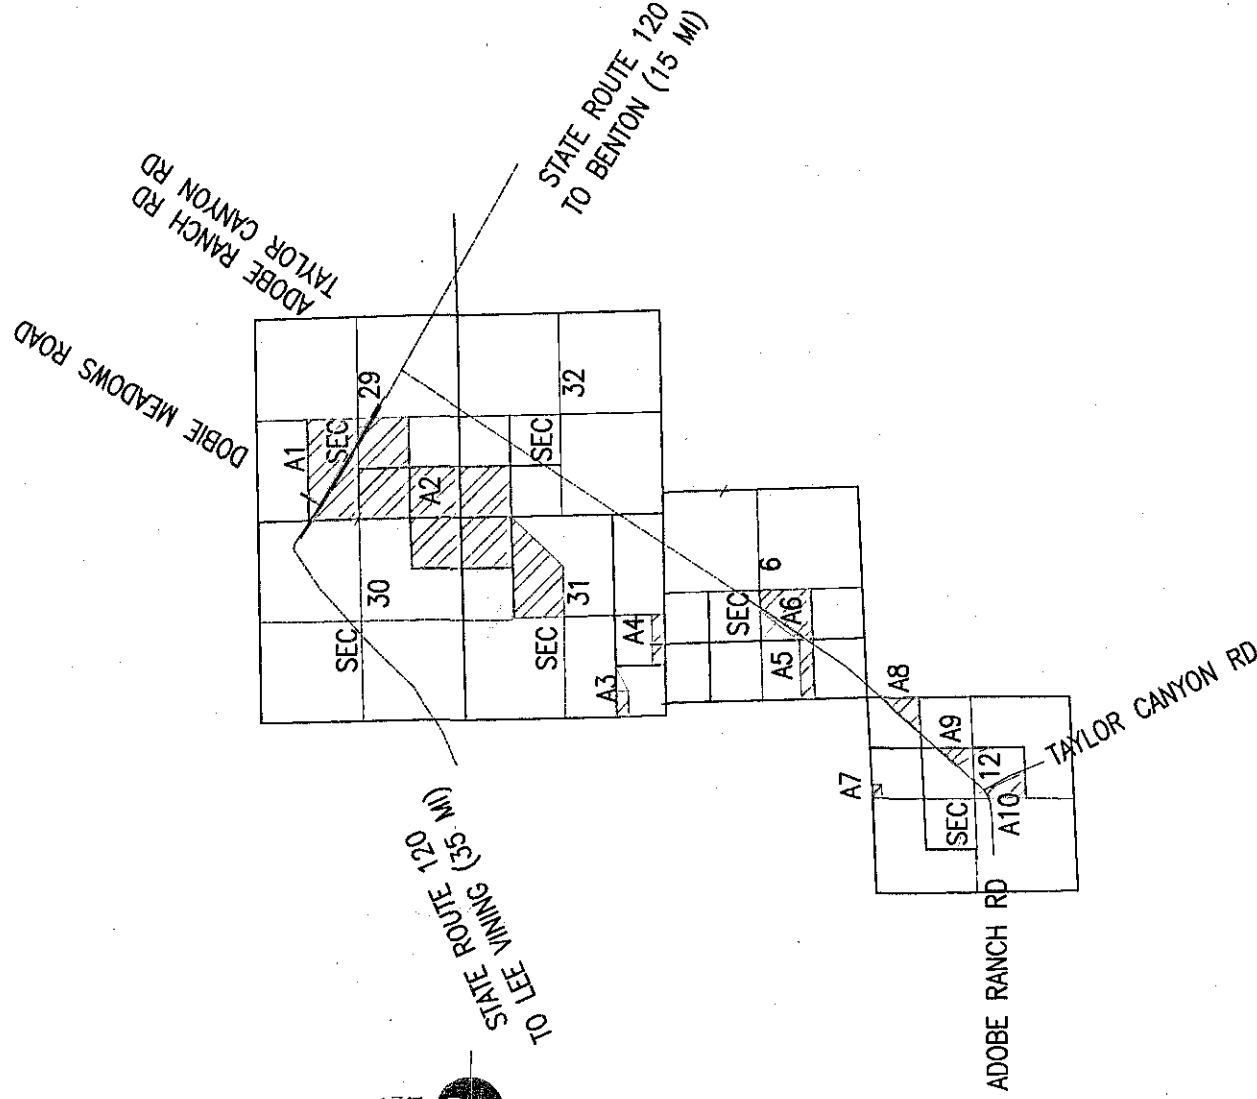 STATE ROUTE 120
TO BENTON (15 MI)
ADOBE RANCH RD
TAYLOR CANYON RD
DOBIE MEADOWS ROAD
A1
SEC
29
A2
SEC
32
SEC
30
SEC
31
A3
A4
SEC
6
A5
A6
A7
A8
A9
SEC
12
A10
TAYLOR CANYON RD
ADOBE RANCH RD
STATE ROUTE 120
TO LEE VINING (35 MI)